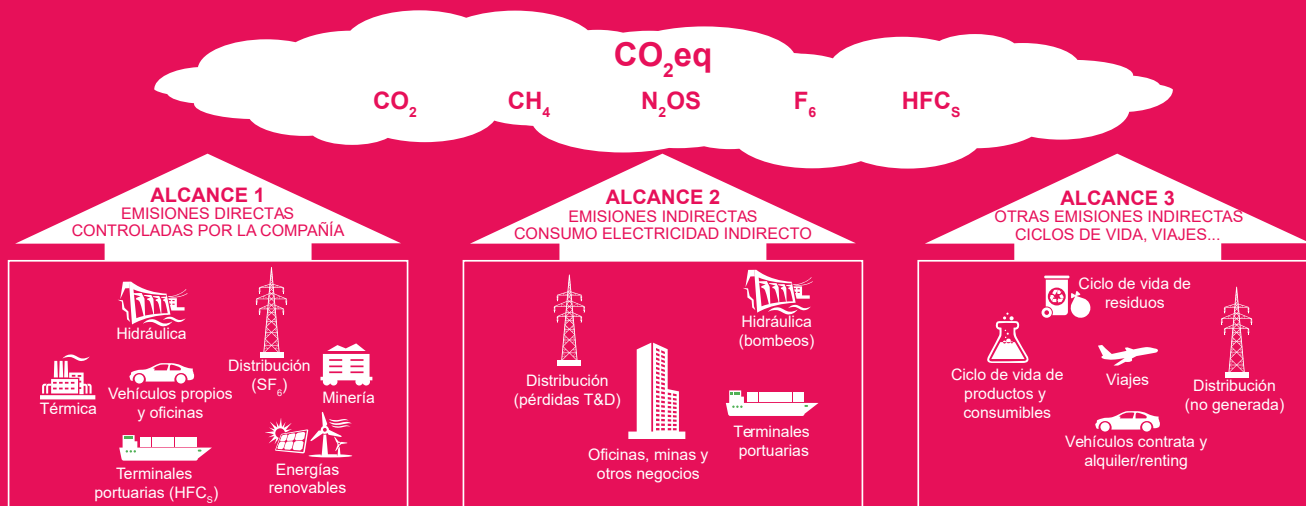 CO₂eq
CO₂ CH₄ N₂OS F₆ HFCₛ
ALCANCE 1
EMISIONES DIRECTAS
CONTROLADAS POR LA COMPAÑÍA
Hidráulica
Distribución
(SF₆)
Térmica
Vehículos propios
y oficinas
Minería
Terminales
portuarias (HFCₛ)
Energías
renovables
ALCANCE 2
EMISIONES INDIRECTAS
CONSUMO ELECTRICIDAD INDIRECTO
Hidráulica
(bombeos)
Distribución
(pérdidas T&D)
Oficinas, minas y
otros negocios
Terminales
portuarias
ALCANCE 3
OTRAS EMISIONES INDIRECTAS
CICLOS DE VIDA, VIAJES...
Ciclo de vida de
residuos
Ciclo de vida de
productos y
consumibles
Viajes
Distribución
(no generada)
Vehículos contrata y
alquiler/renting